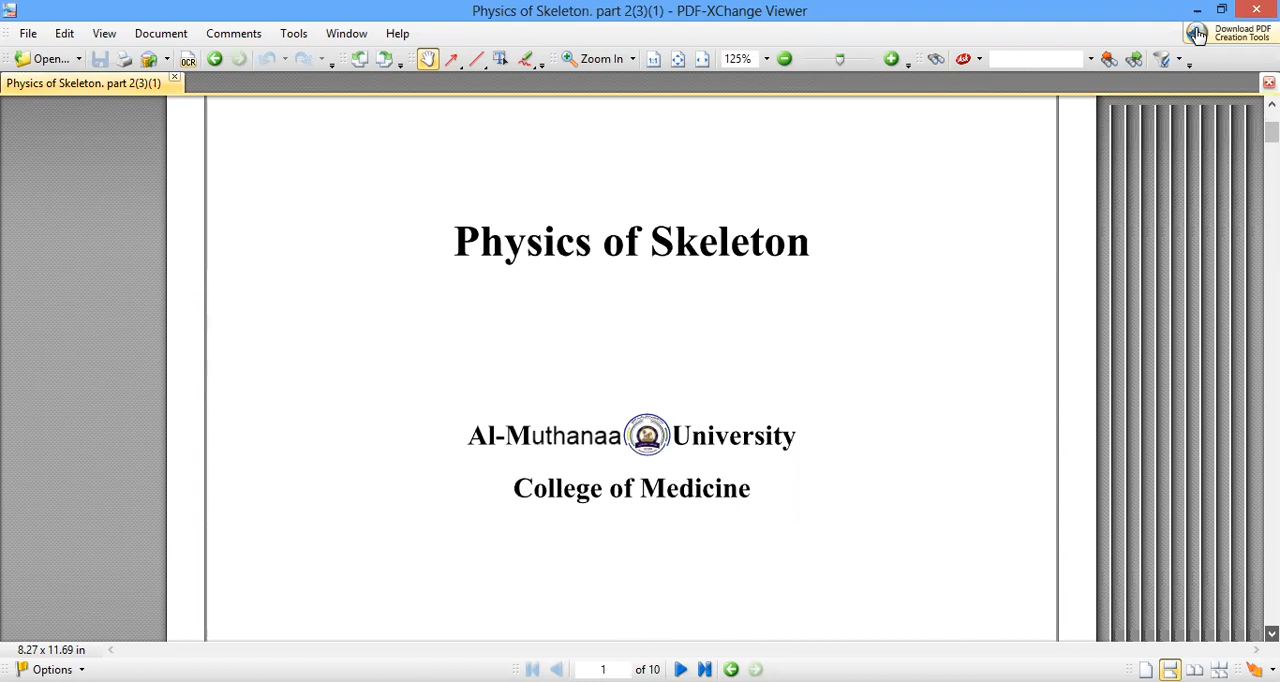 Physics of Skeleton. part 2(3)(1) - PDF-XChange Viewer
File Edit View Document Comments Tools Window Help
Download PDF
Creation Tools
Open... OCR Zoom In 125%
Physics of Skeleton. part 2(3)(1)
Physics of Skeleton
Al-Muthanaa University
College of Medicine
8.27 x 11.69 in
Options 1 of 10